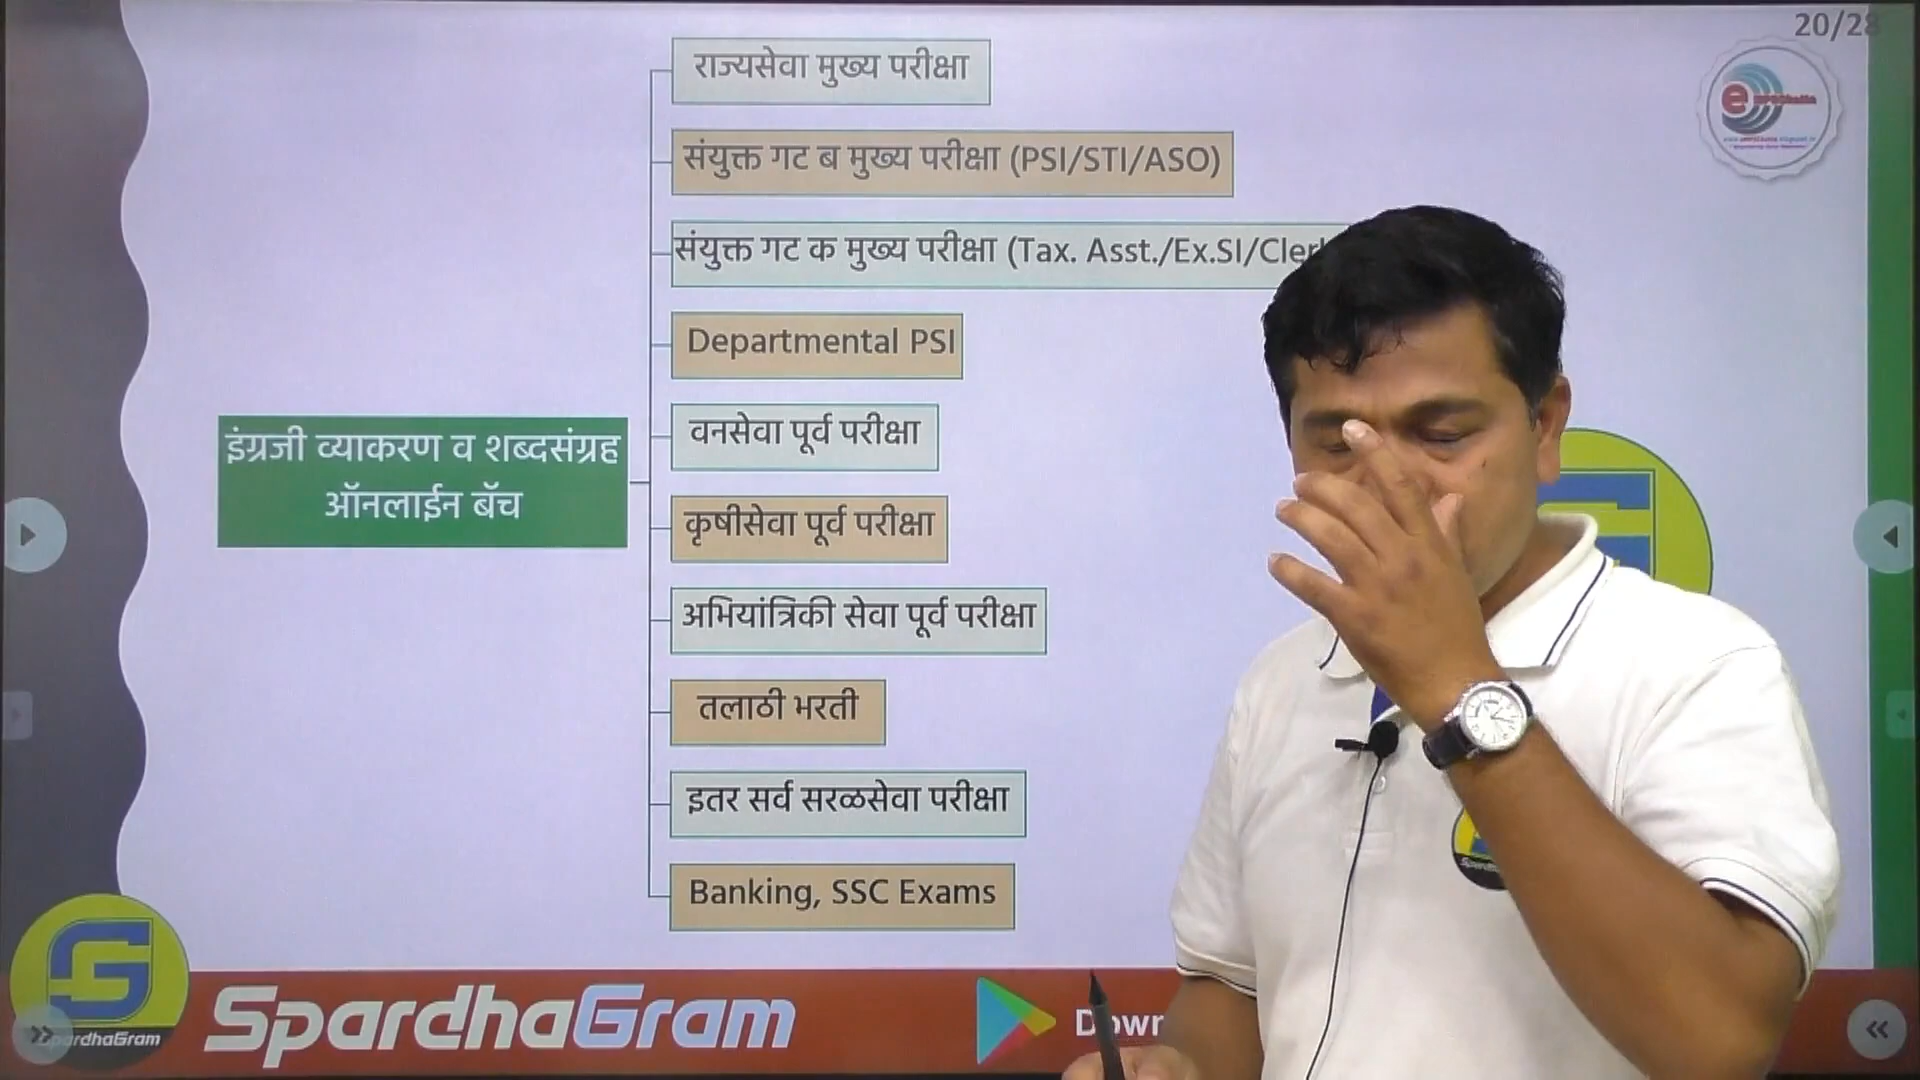 20/28
राज्यसेवा मुख्य परीक्षा
संयुक्त गट ब मुख्य परीक्षा (PSI/STI/ASO)
संयुक्त गट क मुख्य परीक्षा (Tax. Asst./Ex.SI/Clerk
Departmental PSI
वनसेवा पूर्व परीक्षा
इंग्रजी व्याकरण व शब्दसंग्रह
ऑनलाईन बॅच
कृषीसेवा पूर्व परीक्षा
अभियांत्रिकी सेवा पूर्व परीक्षा
तलाठी भरती
इतर सर्व सरळसेवा परीक्षा
Banking, SSC Exams
SpardhaGram
SpardhaGram